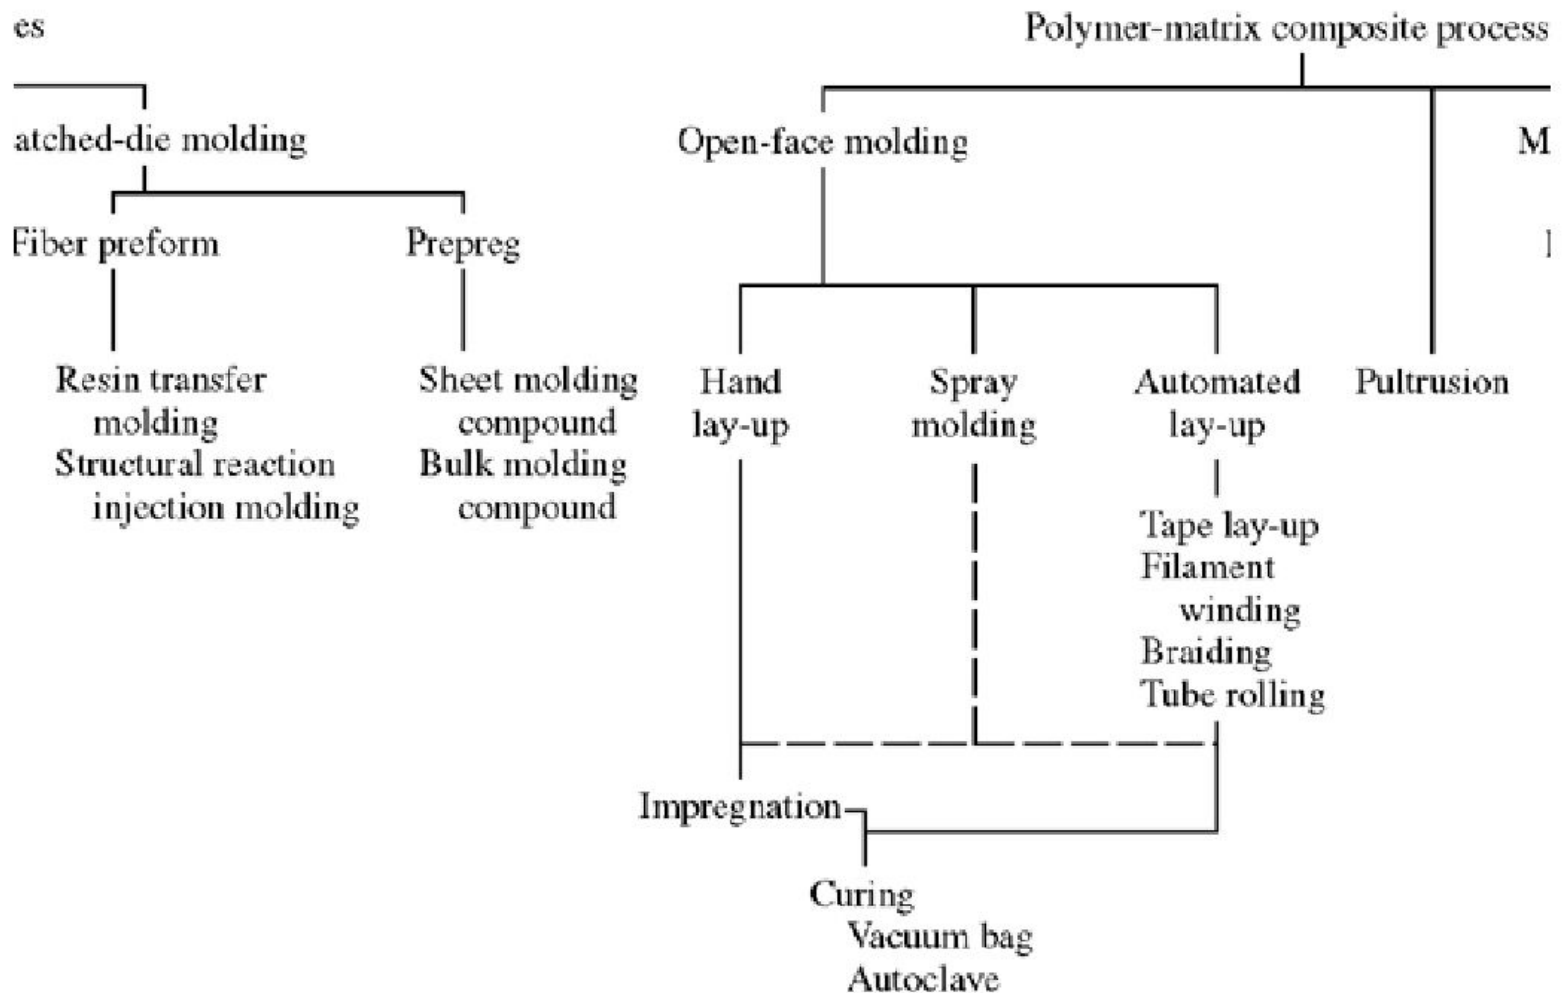 es
Polymer-matrix composite process
atched-die molding
Open-face molding
M
Fiber preform
Prepreg
Resin transfer
molding
Structural reaction
injection molding
Sheet molding
compound
Bulk molding
compound
Hand
lay-up
Spray
molding
Automated
lay-up
Pultrusion
Tape lay-up
Filament
winding
Braiding
Tube rolling
Impregnation
Curing
Vacuum bag
Autoclave